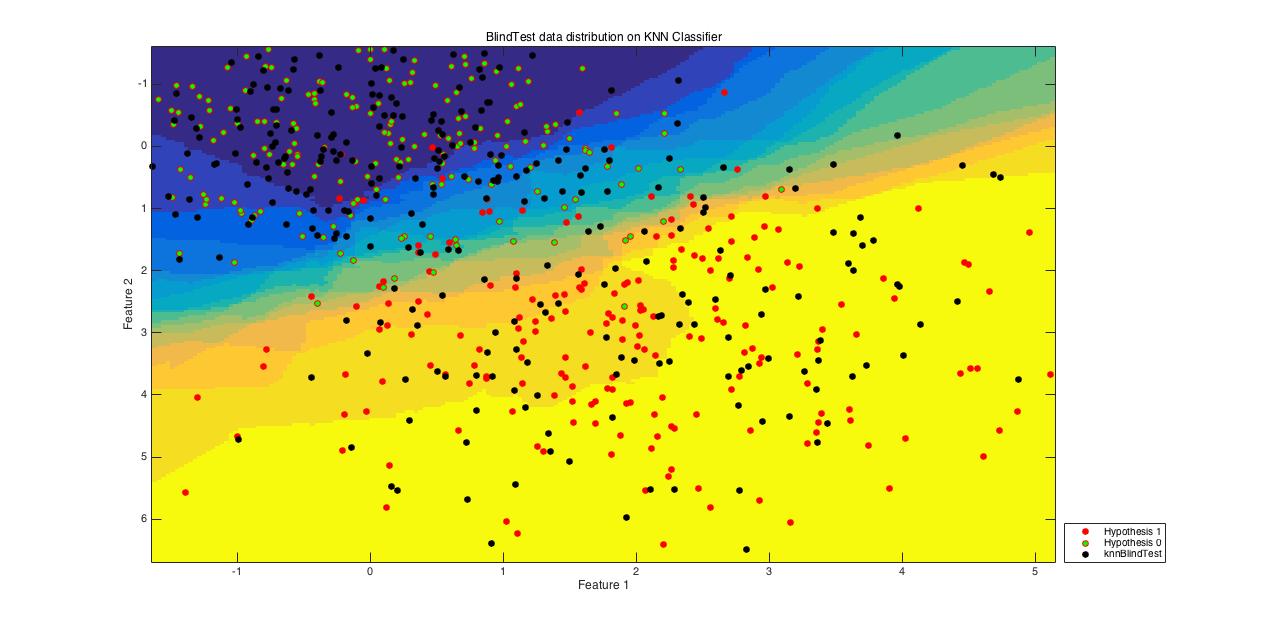 BlindTest data distribution on KNN Classifier
-1
0
1
2
3
4
5
6
Feature 2
-1
0
1
2
3
4
5
Feature 1
Hypothesis 1
Hypothesis 0
knnBlindTest